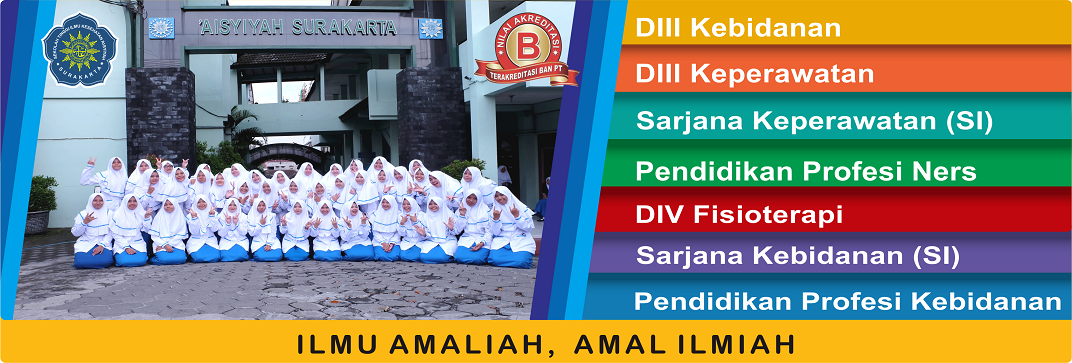 'AISYIYAH SURAKARTA
SURAKARTA
NILAI AKREDITASI
B
TERAKREDITASI BAN PT
DIII Kebidanan
DIII Keperawatan
Sarjana Keperawatan (SI)
Pendidikan Profesi Ners
DIV Fisioterapi
Sarjana Kebidanan (SI)
Pendidikan Profesi Kebidanan
ILMU AMALIAH, AMAL ILMIAH